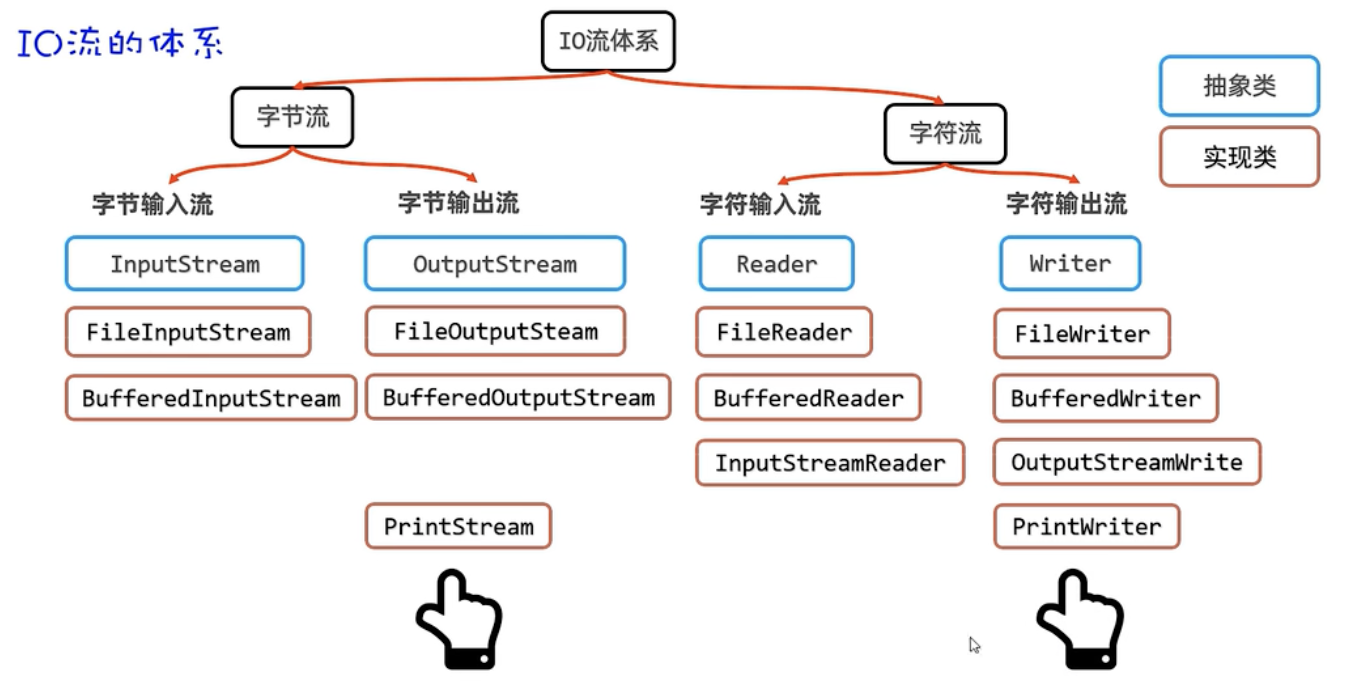 IO流的体系
IO流体系
抽象类
字节流
字符流
实现类
字节输入流
字节输出流
字符输入流
字符输出流
InputStream
OutputStream
Reader
Writer
FileInputStream
FileOutputSteam
FileReader
FileWriter
BufferedInputStream
BufferedOutputStream
BufferedReader
BufferedWriter
InputStreamReader
OutputStreamWrite
PrintStream
PrintWriter